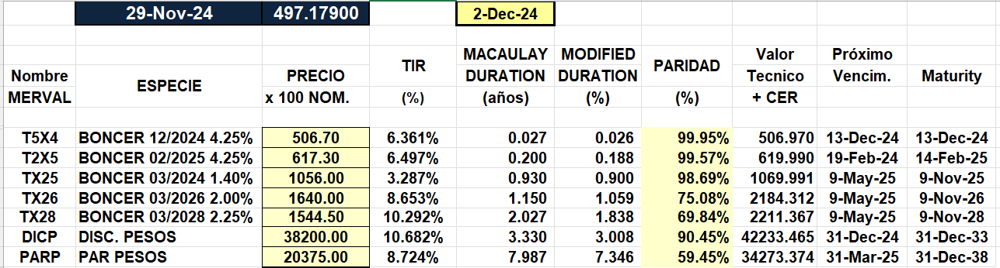 29-Nov-24 497.17900 2-Dec-24
Nombre MERVAL ESPECIE PRECIO x 100 NOM. TIR (%) MACAULAY DURATION (años) MODIFIED DURATION (%) PARIDAD (%) Valor Tecnico + CER Próximo Vencim. Maturity
T5X4 BONCER 12/2024 4.25% 506.70 6.361% 0.027 0.026 99.95% 506.970 13-Dec-24 13-Dec-24
T2X5 BONCER 02/2025 4.25% 617.30 6.497% 0.200 0.188 99.57% 619.990 19-Feb-24 14-Feb-25
TX25 BONCER 03/2024 1.40% 1056.00 3.287% 0.930 0.900 98.69% 1069.991 9-May-25 9-Nov-25
TX26 BONCER 03/2026 2.00% 1640.00 8.653% 1.150 1.059 75.08% 2184.312 9-May-25 9-Nov-26
TX28 BONCER 03/2028 2.25% 1544.50 10.292% 2.027 1.838 69.84% 2211.367 9-May-25 9-Nov-28
DICP DISC. PESOS 38200.00 10.682% 3.330 3.008 90.45% 42233.465 31-Dec-24 31-Dec-33
PARP PAR PESOS 20375.00 8.724% 7.987 7.346 59.45% 34273.374 31-Mar-25 31-Dec-38